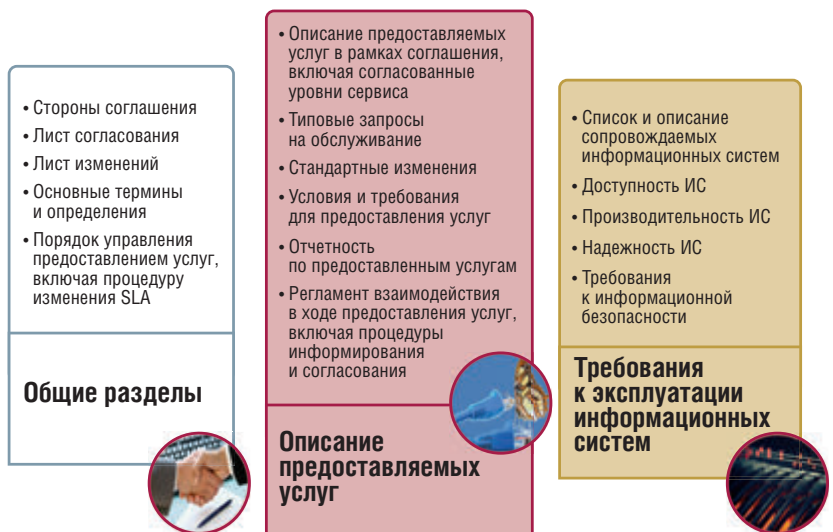 • Стороны соглашения
• Лист согласования
• Лист изменений
• Основные термины
и определения
• Порядок управления
предоставлением услуг,
включая процедуру
изменения SLA
Общие разделы
• Описание предоставляемых
услуг в рамках соглашения,
включая согласованные
уровни сервиса
• Типовые запросы
на обслуживание
• Стандартные изменения
• Условия и требования
для предоставления услуг
• Отчетность
по предоставленным услугам
• Регламент взаимодействия
в ходе предоставления услуг,
включая процедуры
информирования
и согласования
Описание
предоставляемых
услуг
• Список и описание
сопровождаемых
информационных систем
• Доступность ИС
• Производительность ИС
• Надежность ИС
• Требования
к информационной
безопасности
Требования
к эксплуатации
информационных
систем